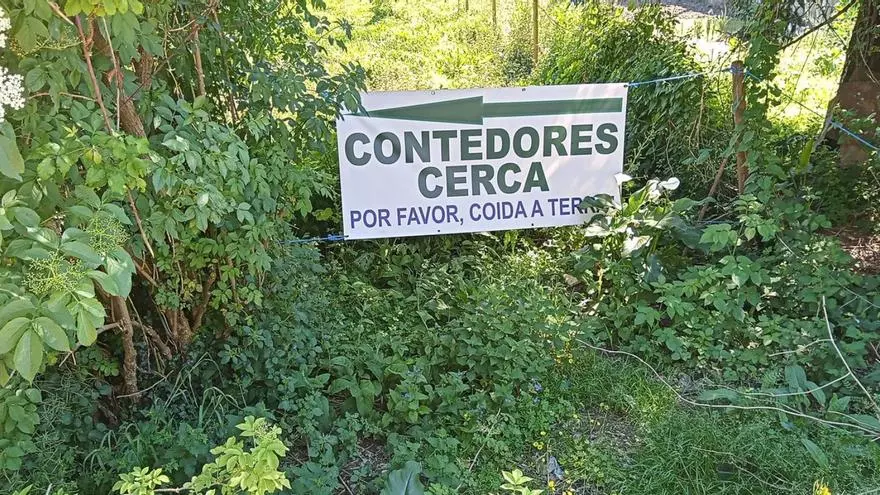 CONTEDORES
CERCA
POR FAVOR, COIDA A